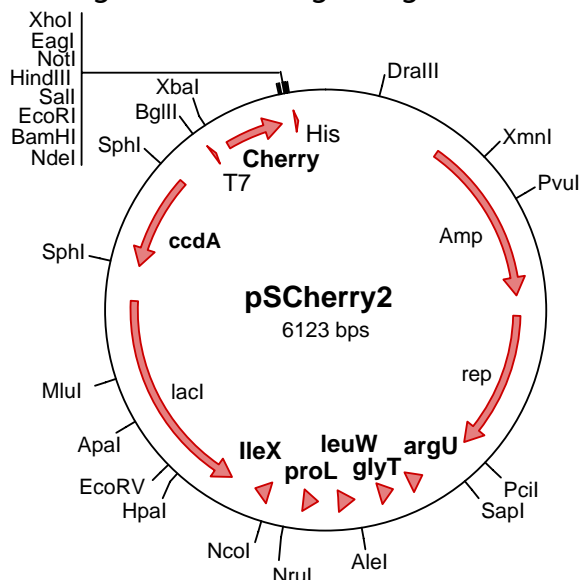 XhoI
EagI
NotI
HindIII
SalI
EcoRI
BamHI
NdeI
XbaI
BglII
SphI
SphI
MluI
ApaI
EcoRV
HpaI
NcoI
NruI
AleI
SapI
PciI
PvuI
XmnI
DraIII
His
Cherry
T7
ccdA
Amp
pSCherry2
6123 bps
rep
lacI
IleX
proL
leuW
glyT
argU